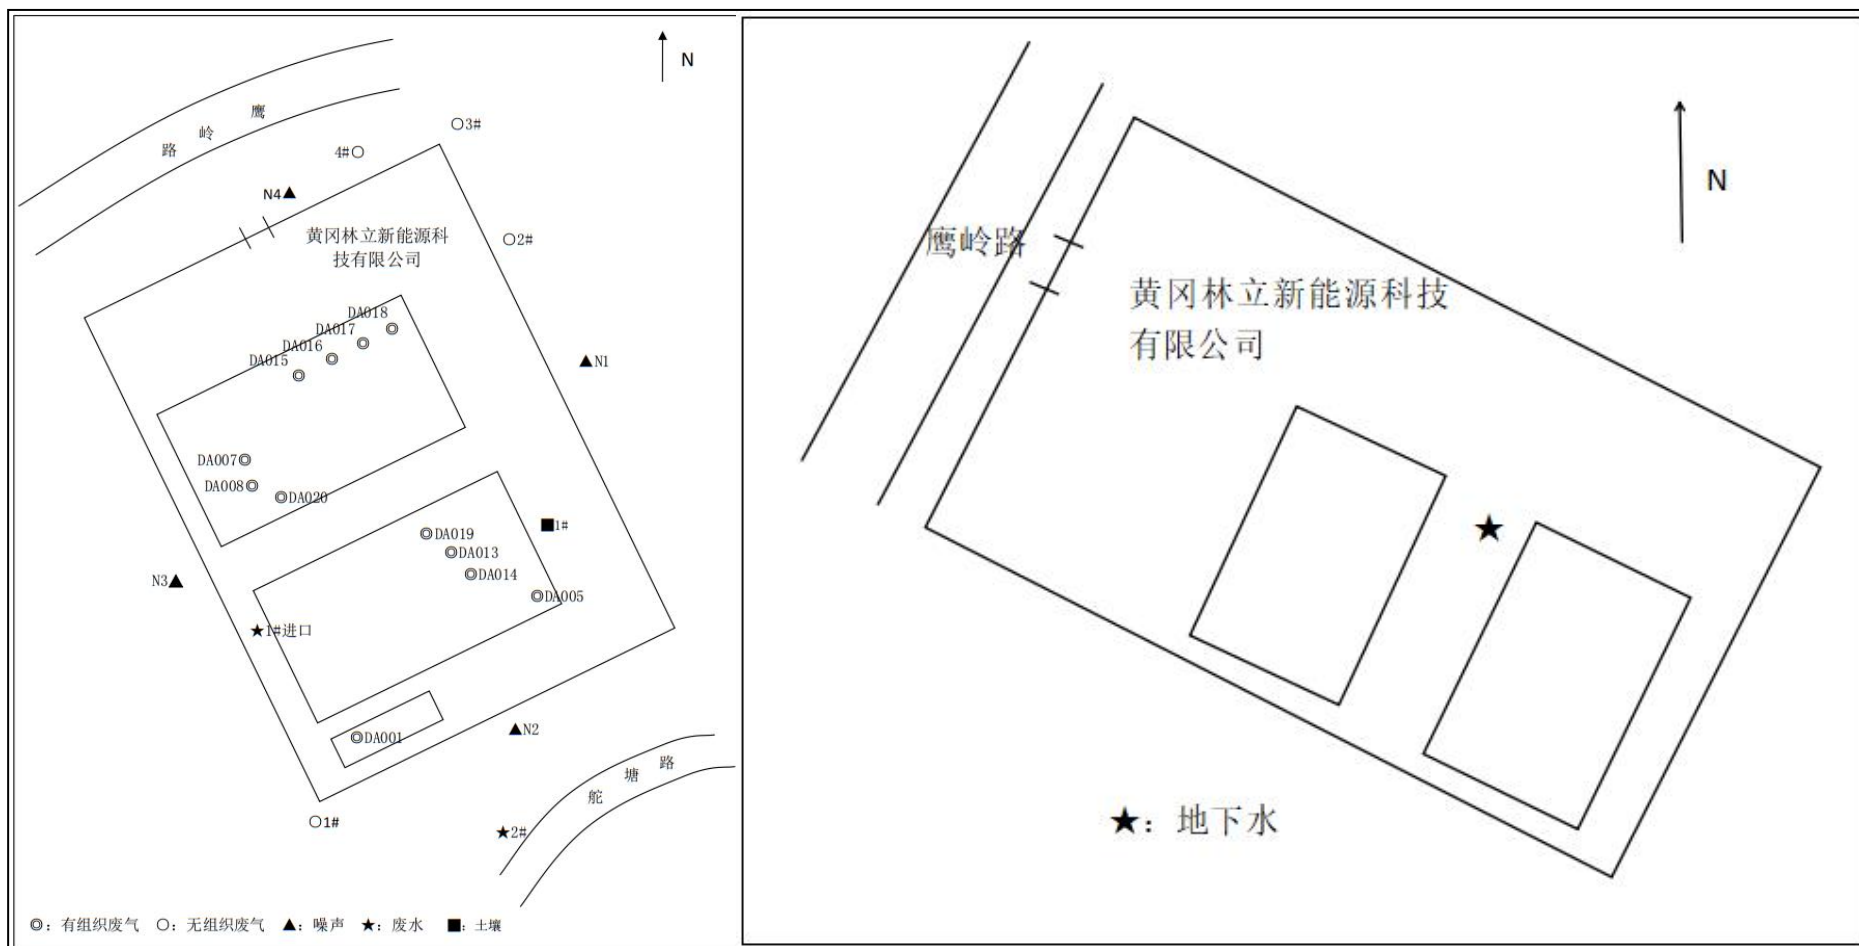 N
鹰
岭
路
○3#
4#○
N4▲
黄冈林立新能源科
技有限公司
○2#
DA018
DA017
DA016
DA015
▲N1
DA007◎
DA008◎
◎DA020
■1#
◎DA019
◎DA013
◎DA014
◎DA005
N3▲
★1#进口
◎DA001
▲N2
路
塘
舵
○1#
★2#
◎：有组织废气 ○：无组织废气 ▲：噪声 ★：废水 ■：土壤
N
鹰岭路
黄冈林立新能源科技
有限公司
★：地下水